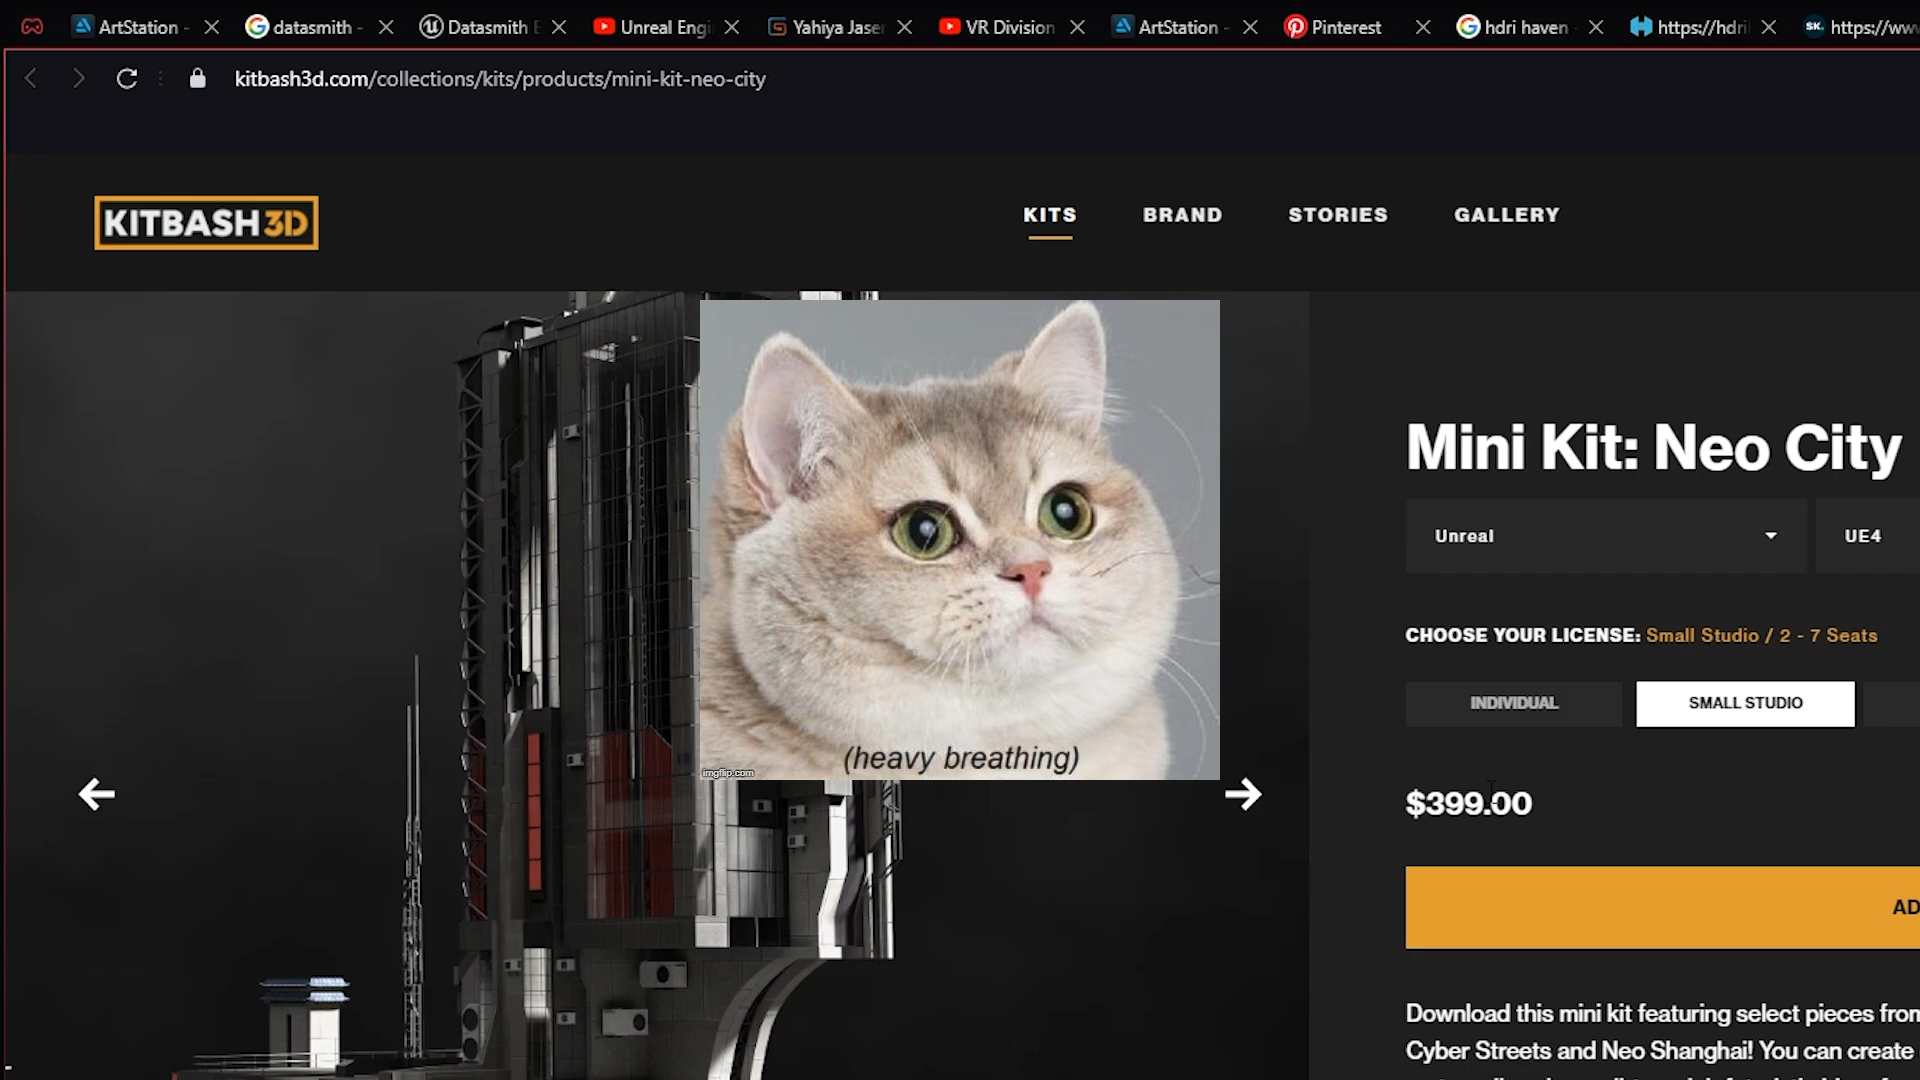 ArtStation -
datasmith -
Datasmith E
Unreal Engi
Yahiya Jaser
VR Division
ArtStation -
Pinterest
hdri haven
https://hdri
SK.
https://www
kitbash3d.com/collections/kits/products/mini-kit-neo-city
KITBASH3D
KITS
BRAND
STORIES
GALLERY
(heavy breathing)
imgflip.com
Mini Kit: Neo City
Unreal
UE4
CHOOSE YOUR LICENSE: Small Studio / 2 - 7 Seats
INDIVIDUAL
SMALL STUDIO
$399.00
AD
Download this mini kit featuring select pieces from
Cyber Streets and Neo Shanghai! You can create